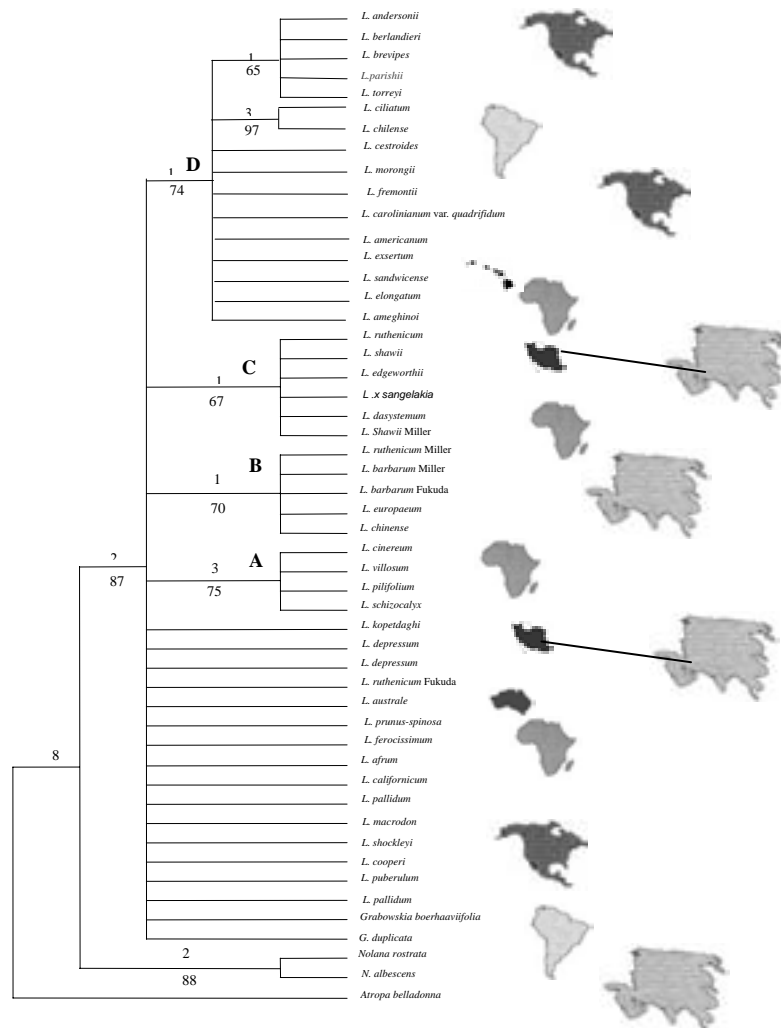 L. andersonii
L. berlandieri
L. brevipes
1
65
L.parishii
L. torreyi
L. ciliatum
3
97
L. chilense
L. cestroides
1
D
74
L. morongii
L. fremontii
L. carolinianum var. quadrifidum
L. americanum
L. exsertum
L. sandwicense
L. elongatum
L. ameghinoi
L. ruthenicum
L. shawii
L. edgeworthii
1
C
67
L .x sangelakia
L. dasystemum
L. Shawii Miller
L. ruthenicum Miller
L. barbarum Miller
1
B
70
L. barbarum Fukuda
L. europaeum
L. chinense
L. cinereum
2
87
3
A
75
L. villosum
L. pilifolium
L. schizocalyx
L. kopetdaghi
L. depressum
L. depressum
L. ruthenicum Fukuda
L. australe
L. prunus-spinosa
L. ferocissimum
8
L. afrum
L. californicum
L. pallidum
L. macrodon
L. shockleyi
L. cooperi
L. puberulum
L. pallidum
Grabowskia boerhaaviifolia
G. duplicata
2
88
Nolana rostrata
N. albescens
Atropa belladonna